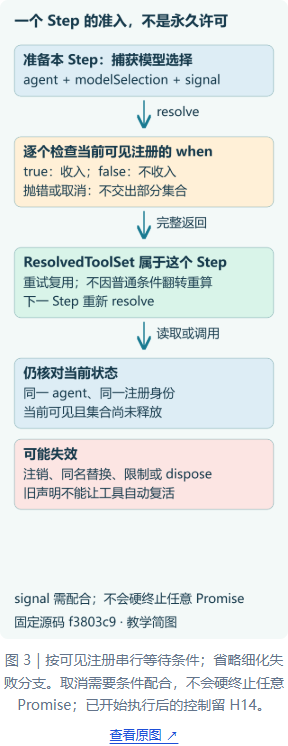 一个 Step 的准入，不是永久许可
准备本 Step：捕获模型选择
agent + modelSelection + signal
resolve
逐个检查当前可见注册的 when
true：收入；false：不收入
抛错或取消：不交出部分集合
完整返回
ResolvedToolSet 属于这个 Step
重试复用；不因普通条件翻转重算
下一 Step 重新 resolve
读取或调用
仍核对当前状态
同一 agent、同一注册身份
当前可见且集合尚未释放
可能失效
注销、同名替换、限制或 dispose
旧声明不能让工具自动复活
signal 需配合；不会硬终止任意 Promise
固定源码 f3803c9 · 教学简图
图 3｜按可见注册串行等待条件；省略细化失
败分支。取消需要条件配合，不会硬终止任意
Promise；已开始执行后的控制留 H14。
查看原图 ↗